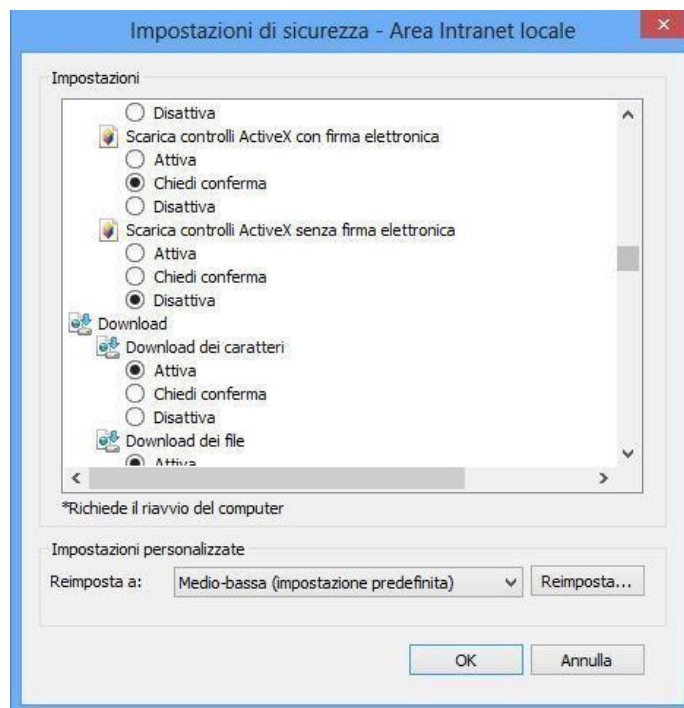 Impostazioni di sicurezza - Area Intranet locale
Impostazioni
Disattiva
Scarica controlli ActiveX con firma elettronica
Attiva
Chiedi conferma
Disattiva
Scarica controlli ActiveX senza firma elettronica
Attiva
Chiedi conferma
Disattiva
Download
Download dei caratteri
Attiva
Chiedi conferma
Disattiva
Download dei file
Attiva
*Richiede il riavvio del computer
Impostazioni personalizzate
Reimposta a: Medio-bassa (impostazione predefinita) Reimposta...
OK Annulla